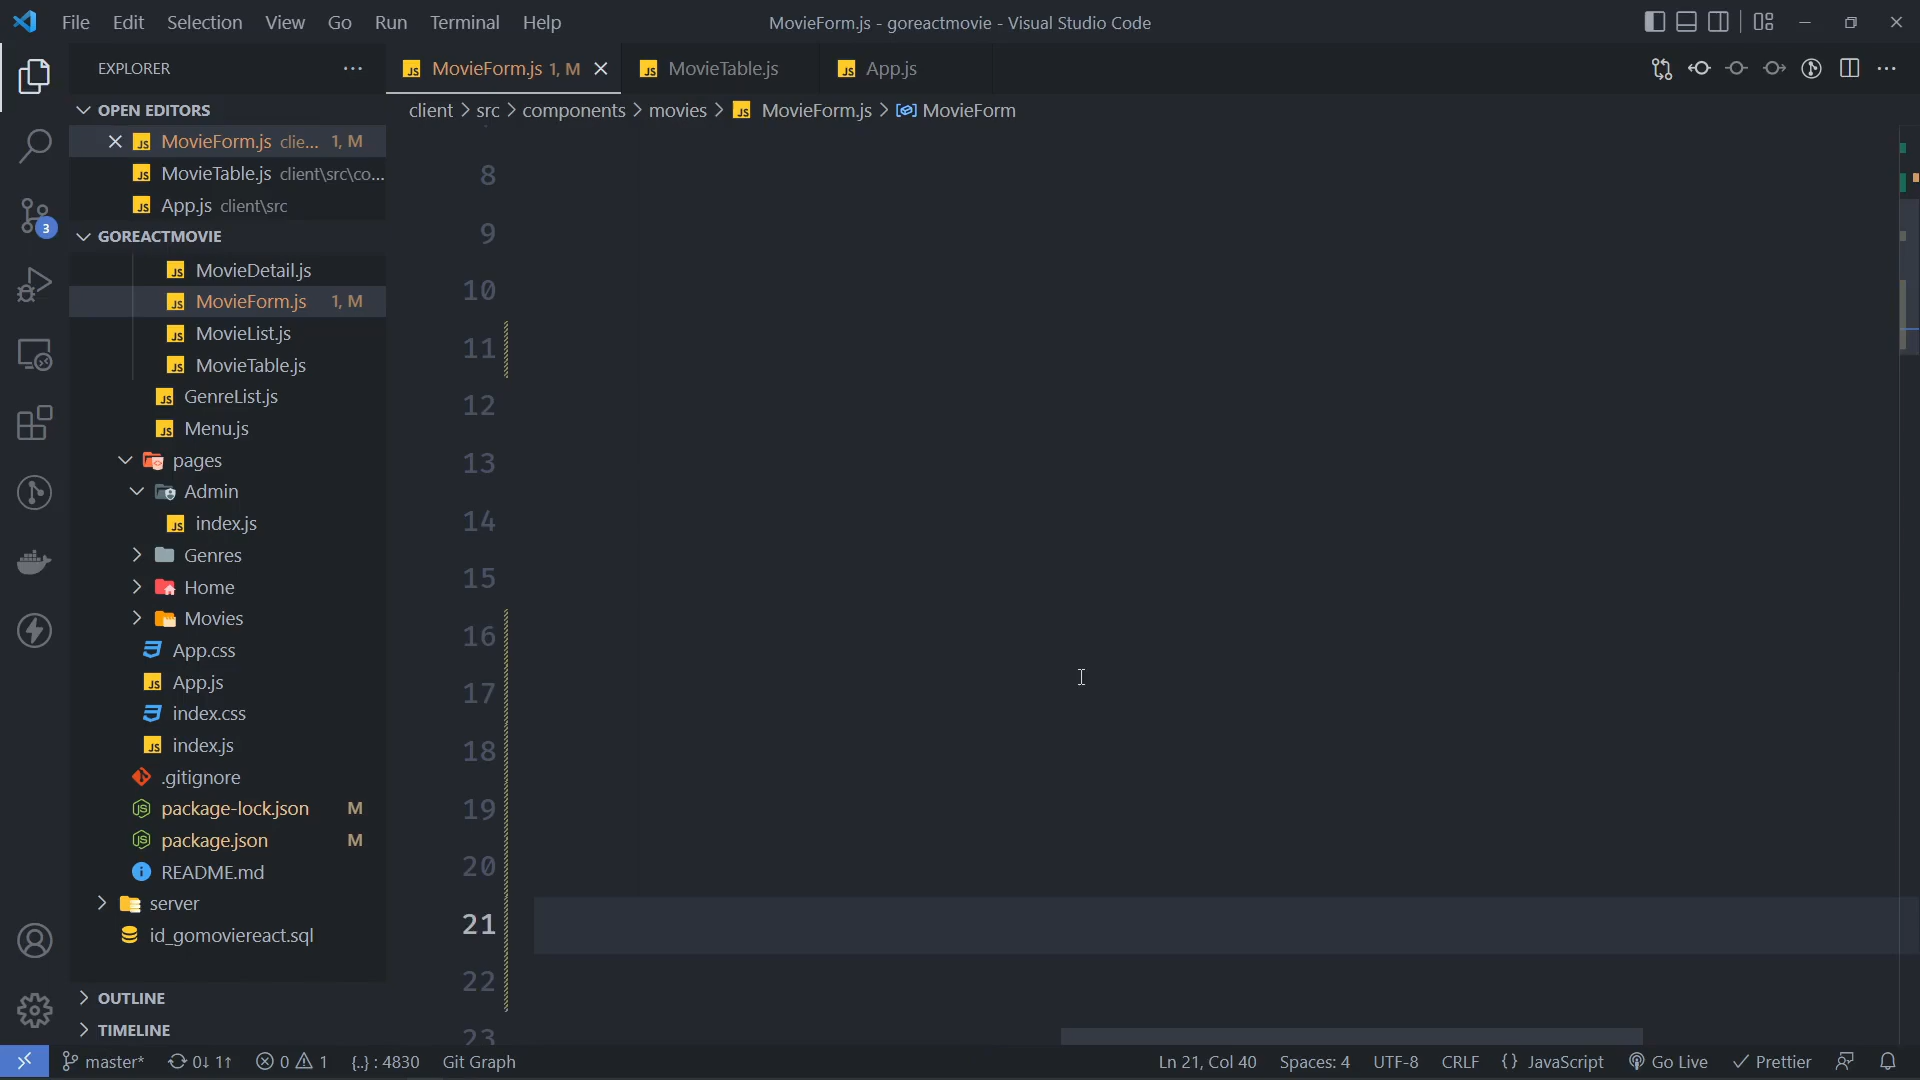 File Edit Selection View Go Run Terminal Help
MovieForm.js - goreactmovie - Visual Studio Code
EXPLORER
MovieForm.js 1, M
MovieTable.js
App.js
OPEN EDITORS
client > src > components > movies > MovieForm.js > MovieForm
MovieForm.js clie... 1, M
MovieTable.js client\src\co...
App.js client\src
GOREACTMOVIE
MovieDetail.js
MovieForm.js 1, M
MovieList.js
MovieTable.js
GenreList.js
Menu.js
pages
Admin
index.js
Genres
Home
Movies
App.css
App.js
index.css
index.js
.gitignore
package-lock.json M
package.json M
README.md
server
id_gomoviereact.sql
OUTLINE
TIMELINE
3
8
9
10
11
12
13
14
15
16
17
18
19
20
21
22
23
master* 0↓ 1↑ 0 1 {..} : 4830 Git Graph
Ln 21, Col 40 Spaces: 4 UTF-8 CRLF {} JavaScript Go Live Prettier